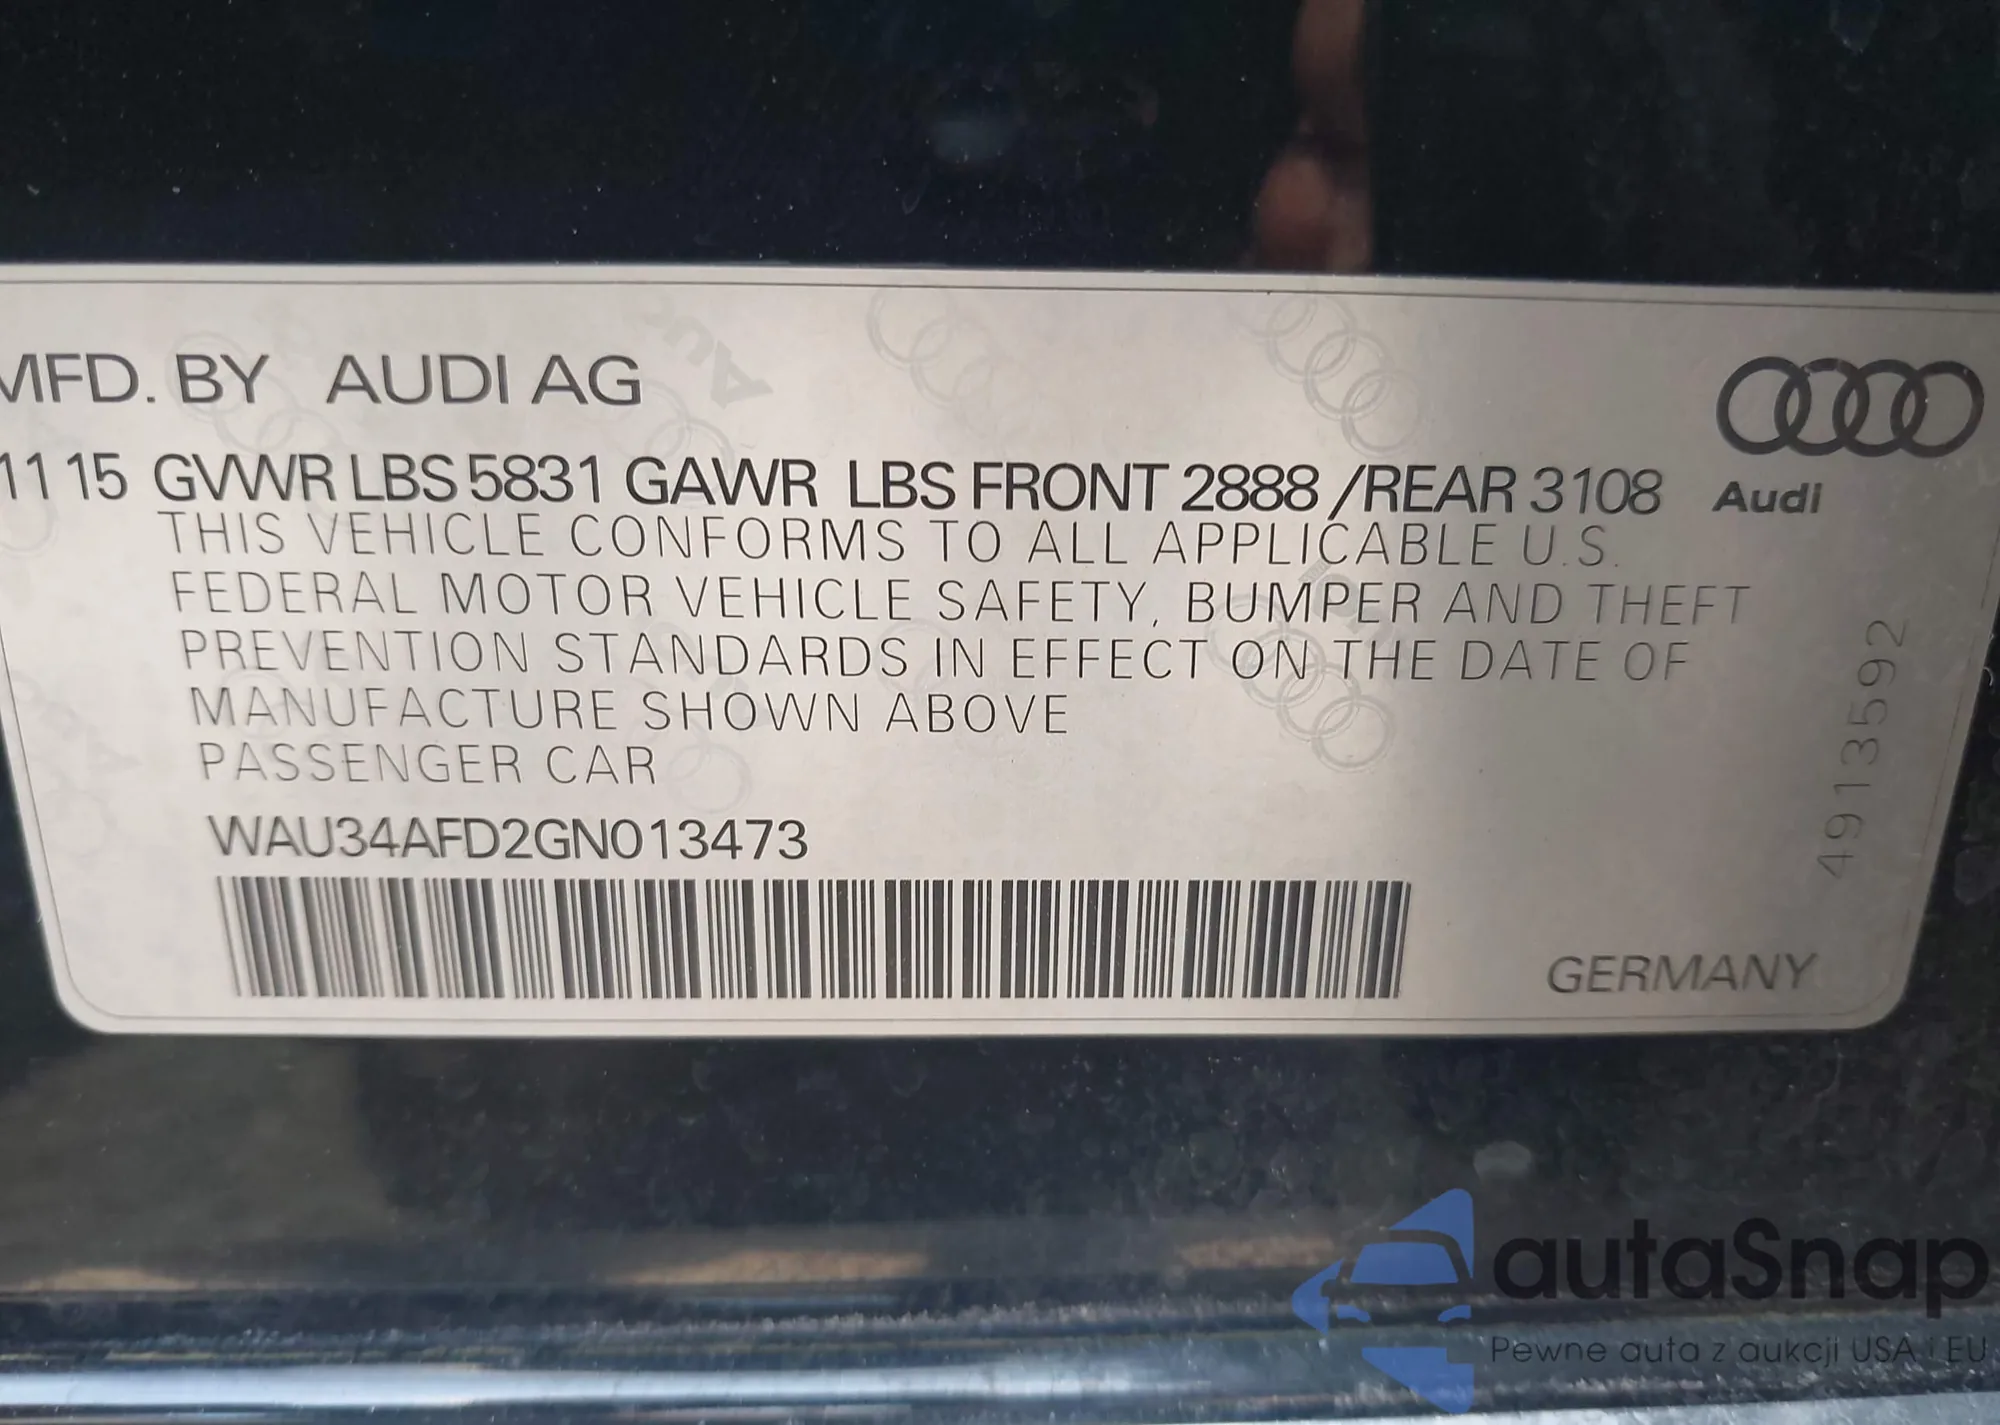 MFD. BY AUDI AG
11 15 GVWR LBS 5831 GAWR LBS FRONT 2888 /REAR 3108
Audi
THIS VEHICLE CONFORMS TO ALL APPLICABLE U.S.
FEDERAL MOTOR VEHICLE SAFETY, BUMPER AND THEFT
PREVENTION STANDARDS IN EFFECT ON THE DATE OF
MANUFACTURE SHOWN ABOVE
PASSENGER CAR
WAU34AFD2GN013473
GERMANY
4913592
autaSnap
Pewne auta z aukcji USA i EU